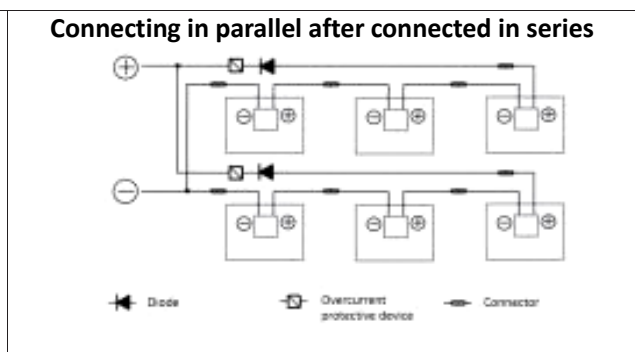 Connecting in parallel after connected in series
+
−
− +
− +
− +
− +
− +
− +
Diode
Overcurrent
protective device
Connector